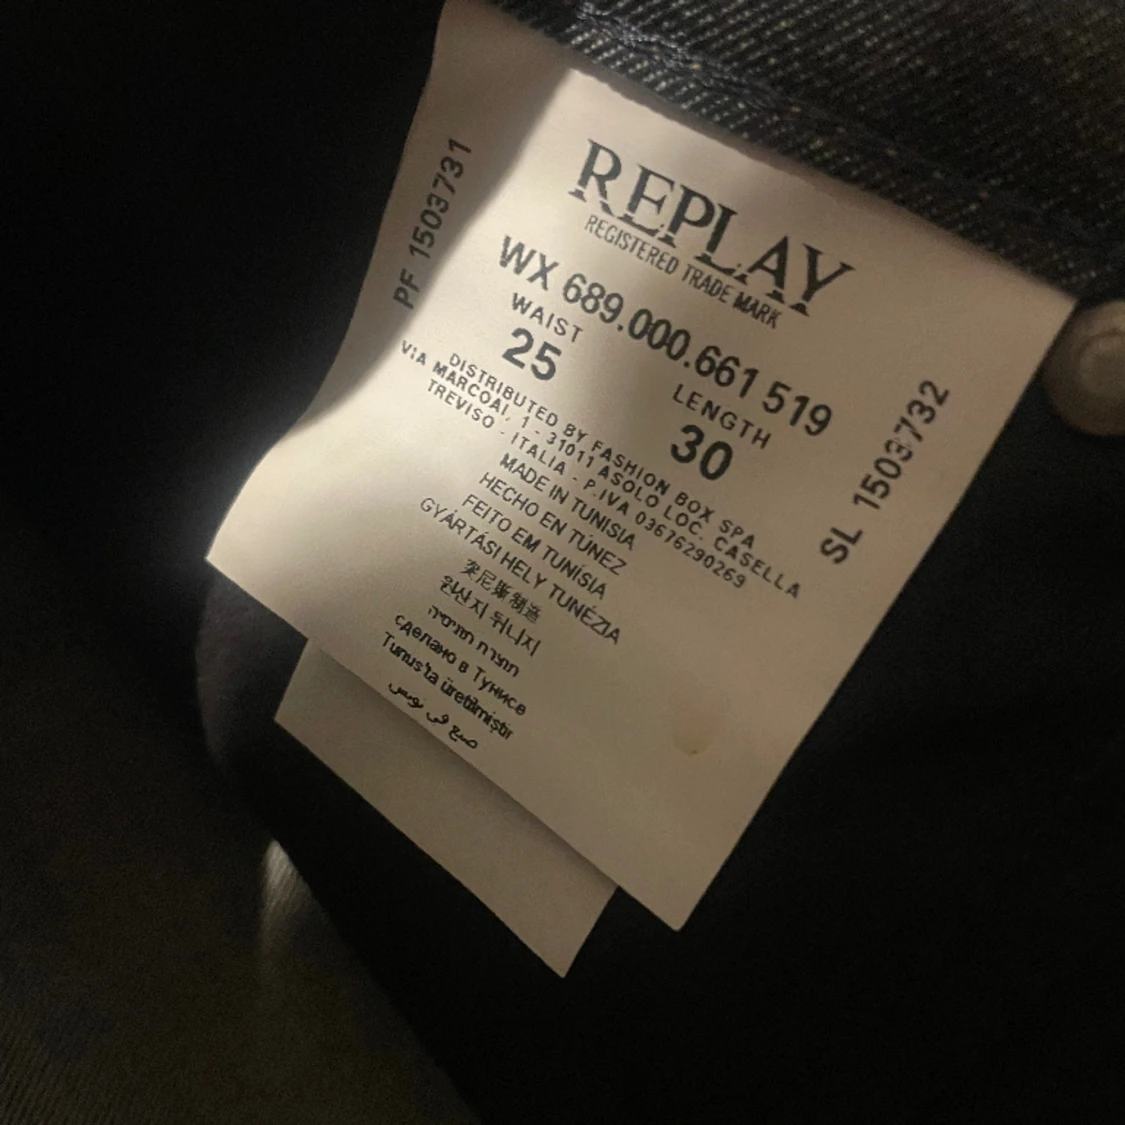 REPLAY
REGISTERED TRADE MARK
WX 689.000.661 519
WAIST LENGTH
25 30
DISTRIBUTED BY FASHION BOX SPA
VIA MARCOAI, 1 - 31011 ASOLO LOC. CASELLA
TREVISO - ITALIA - P.IVA 03676290269
MADE IN TUNISIA
HECHO EN TÚNEZ
FEITO EM TUNÍSIA
GYÁRTÁSI HELY TUNÉZIA
突尼斯制造
원산지 튀니지
תוצרת תוניסיה
сделано в Тунисе
Tunus'ta üretilmiştir
صنع في تونس
PF 1503731
SL 1503732